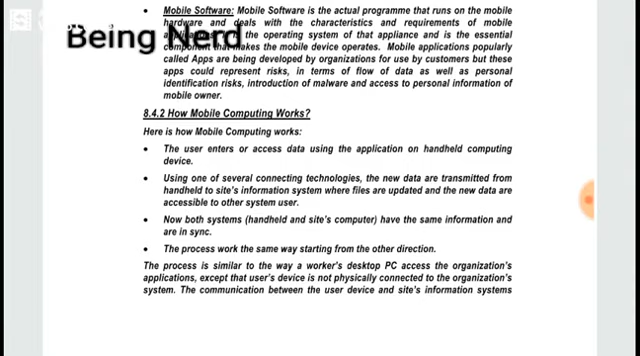 • Mobile Software: Mobile Software is the actual programme that runs on the mobile
hardware and deals with the characteristics and requirements of mobile
is the operating system of that appliance and is the essential
that makes the mobile device operates. Mobile applications popularly
called Apps are being developed by organizations for use by customers but these
apps could represent risks, in terms of flow of data as well as personal
identification risks, introduction of malware and access to personal information of
mobile owner.
Being Nerd
8.4.2 How Mobile Computing Works?
Here is how Mobile Computing works:
• The user enters or access data using the application on handheld computing
device.
• Using one of several connecting technologies, the new data are transmitted from
handheld to site's information system where files are updated and the new data are
accessible to other system user.
• Now both systems (handheld and site's computer) have the same information and
are in sync.
• The process work the same way starting from the other direction.
The process is similar to the way a worker's desktop PC access the organization's
applications, except that user's device is not physically connected to the organization's
system. The communication between the user device and site's information systems